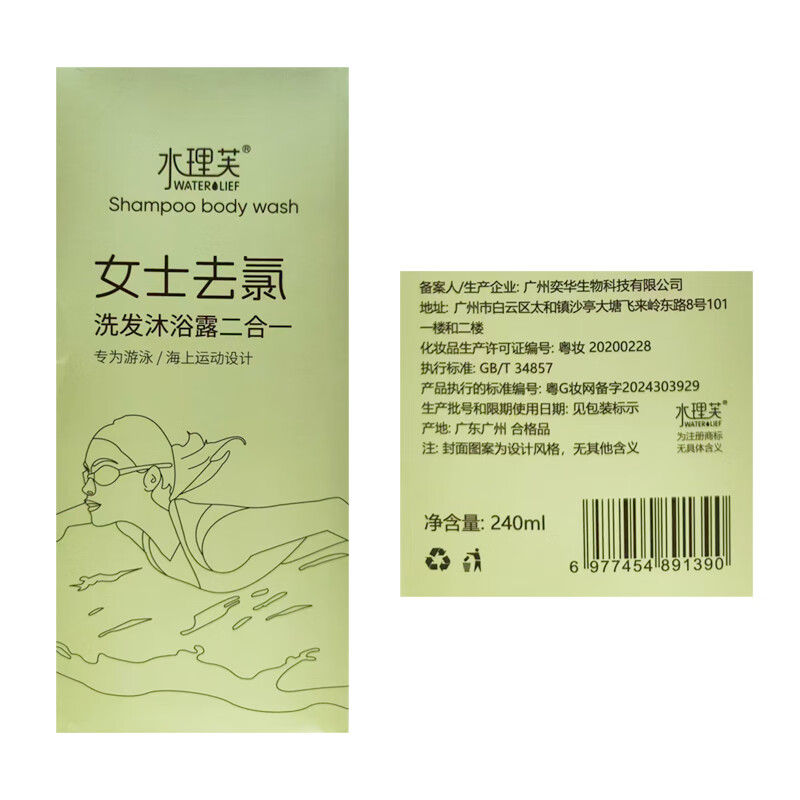 水理芙®
WATERLIEF
Shampoo body wash
女士去氯
洗发沐浴露二合一
专为游泳/海上运动设计
备案人/生产企业: 广州奕华生物科技有限公司
地址: 广州市白云区太和镇沙亭大塘飞来岭东路8号101
一楼和二楼
化妆品生产许可证编号: 粤妆 20200228
执行标准: GB/T 34857
产品执行的标准编号: 粤G妆网备字2024303929
生产批号和限期使用日期: 见包装标示
产地: 广东广州 合格品
注: 封面图案为设计风格，无其他含义
水理芙®
WATERLIEF
为注册商标
无具体含义
净含量: 240ml
6 977454 891390